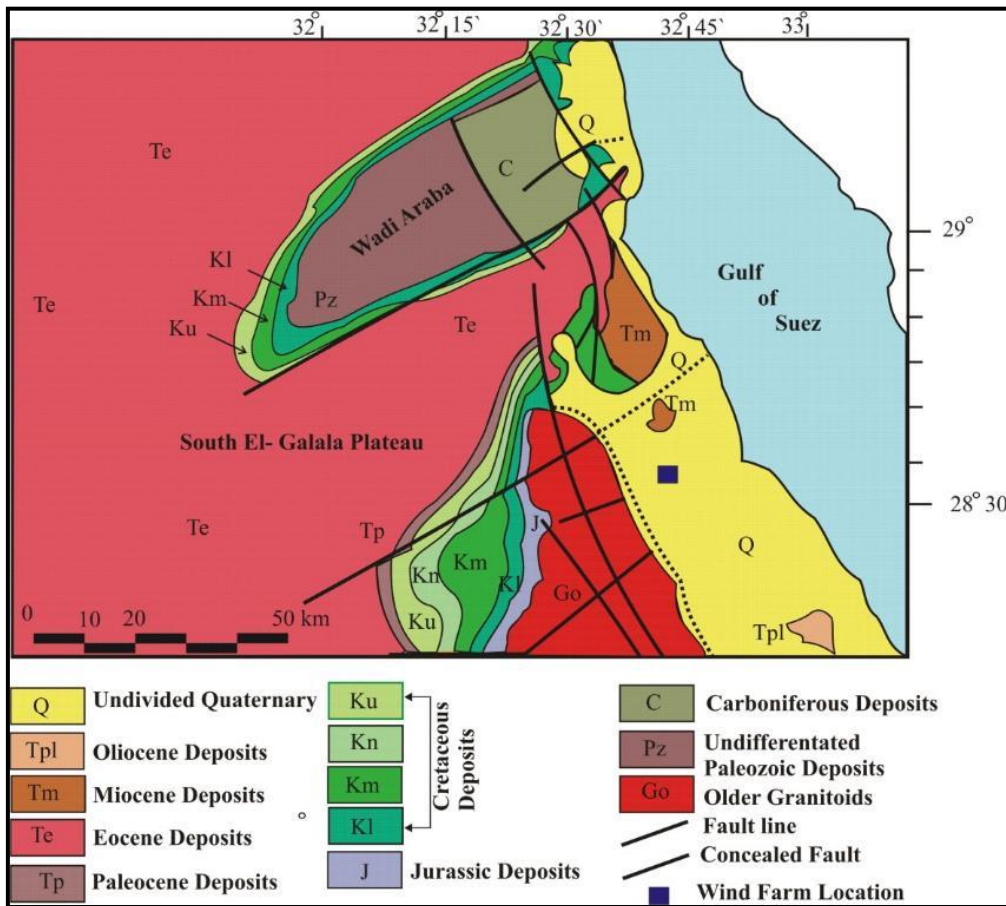 32° 32°15` 32°30` 32°45` 33°
Te
Q
C
Wadi Araba
29°
Kl
Gulf
of
Suez
Km
Pz
Te
Te
Ku
Tm
Q
Tm
South El- Galala Plateau
28°30
Te
Tp
J
Q
Kn
Km
Kl
Go
Ku
0 10 20 50 km
Tpl
Q Undivided Quaternary
Tpl Oliocene Deposits
Tm Miocene Deposits
Te Eocene Deposits
Tp Paleocene Deposits
Ku
Kn
Km
Kl
Cretaceous
Deposits
J Jurassic Deposits
C Carboniferous Deposits
Pz Undifferentated
Paleozoic Deposits
Go Older Granitoids
Fault line
Concealed Fault
Wind Farm Location